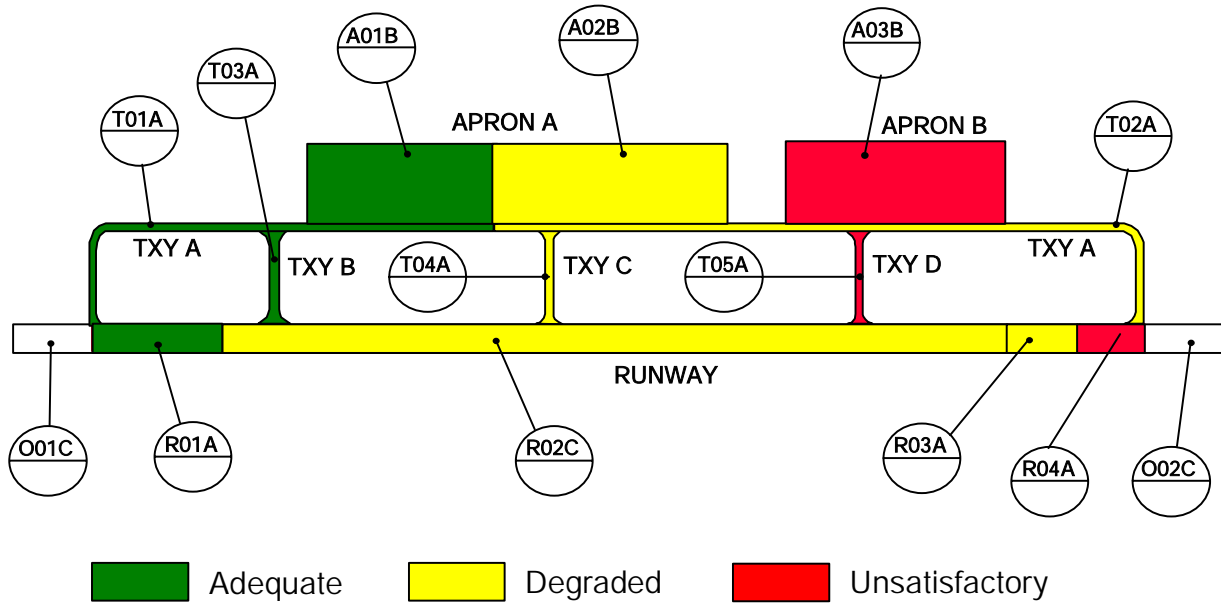 A01B
A02B
A03B
T03A
T01A
APRON A
APRON B
T02A
TXY A
TXY B
T04A
TXY C
T05A
TXY D
TXY A
RUNWAY
O01C
R01A
R02C
R03A
R04A
O02C
Adequate
Degraded
Unsatisfactory